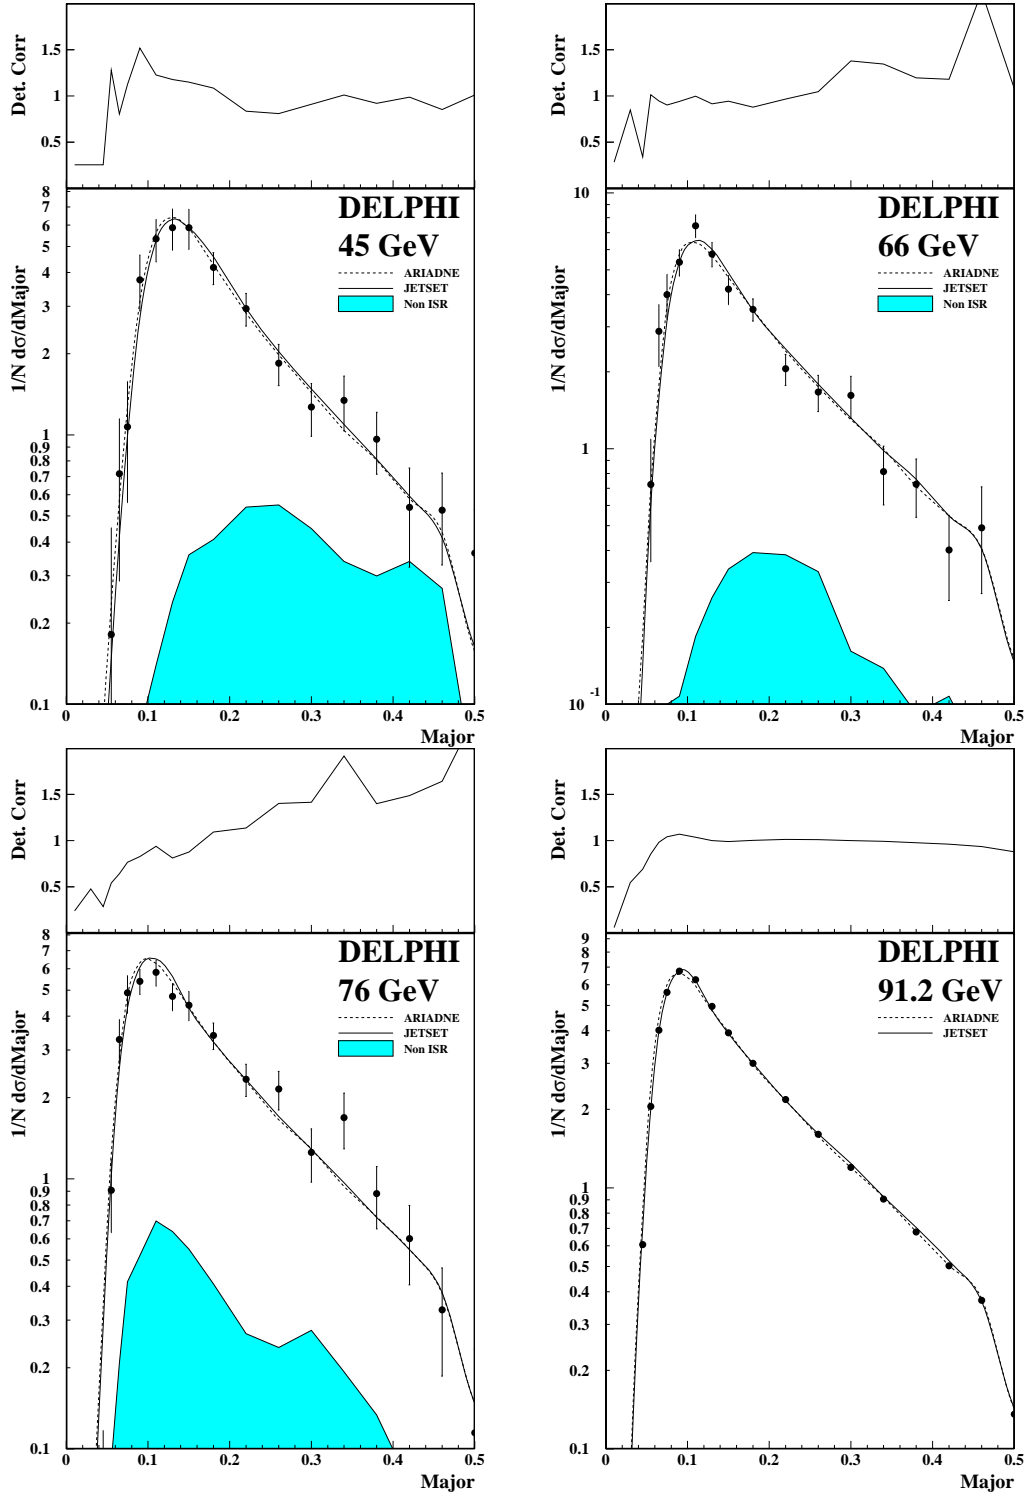 Det. Corr
1.5
1
0.5
1/N dσ/dMajor
8
7
6
5
4
3
2
1
0.9
0.8
0.7
0.6
0.5
0.4
0.3
0.2
0.1
DELPHI
45 GeV
ARIADNE
JETSET
Non ISR
0 0.1 0.2 0.3 0.4 0.5
Major
Det. Corr
1.5
1
0.5
1/N dσ/dMajor
10
1
10 -1
DELPHI
66 GeV
ARIADNE
JETSET
Non ISR
0 0.1 0.2 0.3 0.4 0.5
Major
Det. Corr
1.5
1
0.5
1/N dσ/dMajor
8
7
6
5
4
3
2
1
0.9
0.8
0.7
0.6
0.5
0.4
0.3
0.2
0.1
DELPHI
76 GeV
ARIADNE
JETSET
Non ISR
0 0.1 0.2 0.3 0.4 0.5
Major
Det. Corr
1.5
1
0.5
1/N dσ/dMajor
9
8
7
6
5
4
3
2
1
0.9
0.8
0.7
0.6
0.5
0.4
0.3
0.2
0.1
DELPHI
91.2 GeV
ARIADNE
JETSET
0 0.1 0.2 0.3 0.4 0.5
Major